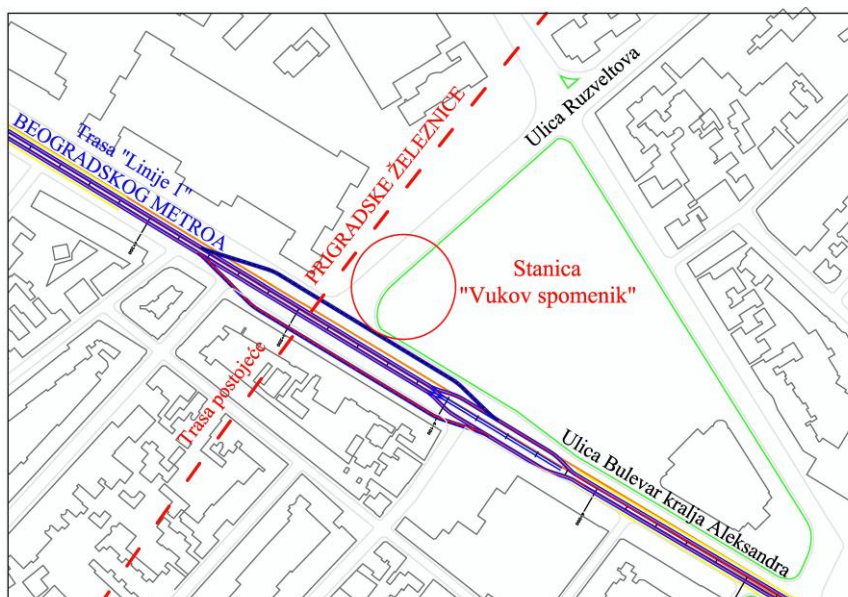 Ulica Ruzveltova
Trasa "Linije 1"
BEOGRADSKOG METROA
PRIGRADSKE ŽELEZNICE
Stanica
"Vukov spomenik"
Trasa postojeće
Ulica Bulevar kralja Aleksandra